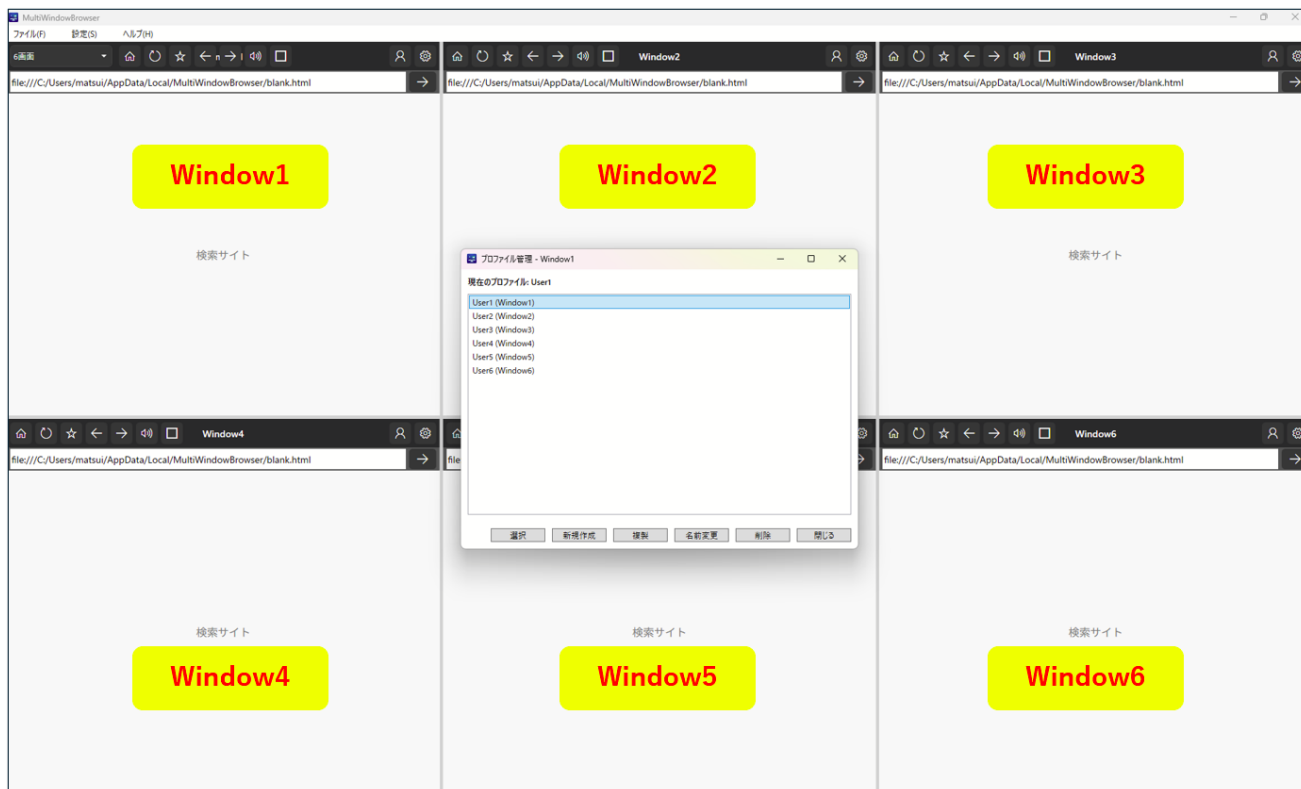 MultiWindowBrowser
ファイル(F) 設定(S) ヘルプ(H)
6画面
Window2
Window3
file:///C:/Users/matsui/AppData/Local/MultiWindowBrowser/blank.html
file:///C:/Users/matsui/AppData/Local/MultiWindowBrowser/blank.html
file:///C:/Users/matsui/AppData/Local/MultiWindowBrowser/blank.html
Window1
Window2
Window3
検索サイト
検索サイト
プロファイル管理 - Window1
現在のプロファイル: User1
User1 (Window1)
User2 (Window2)
User3 (Window3)
User4 (Window4)
User5 (Window5)
User6 (Window6)
選択 新規作成 複製 名前変更 削除 閉じる
Window4
Window6
file:///C:/Users/matsui/AppData/Local/MultiWindowBrowser/blank.html
file
file:///C:/Users/matsui/AppData/Local/MultiWindowBrowser/blank.html
検索サイト
検索サイト
検索サイト
Window4
Window5
Window6